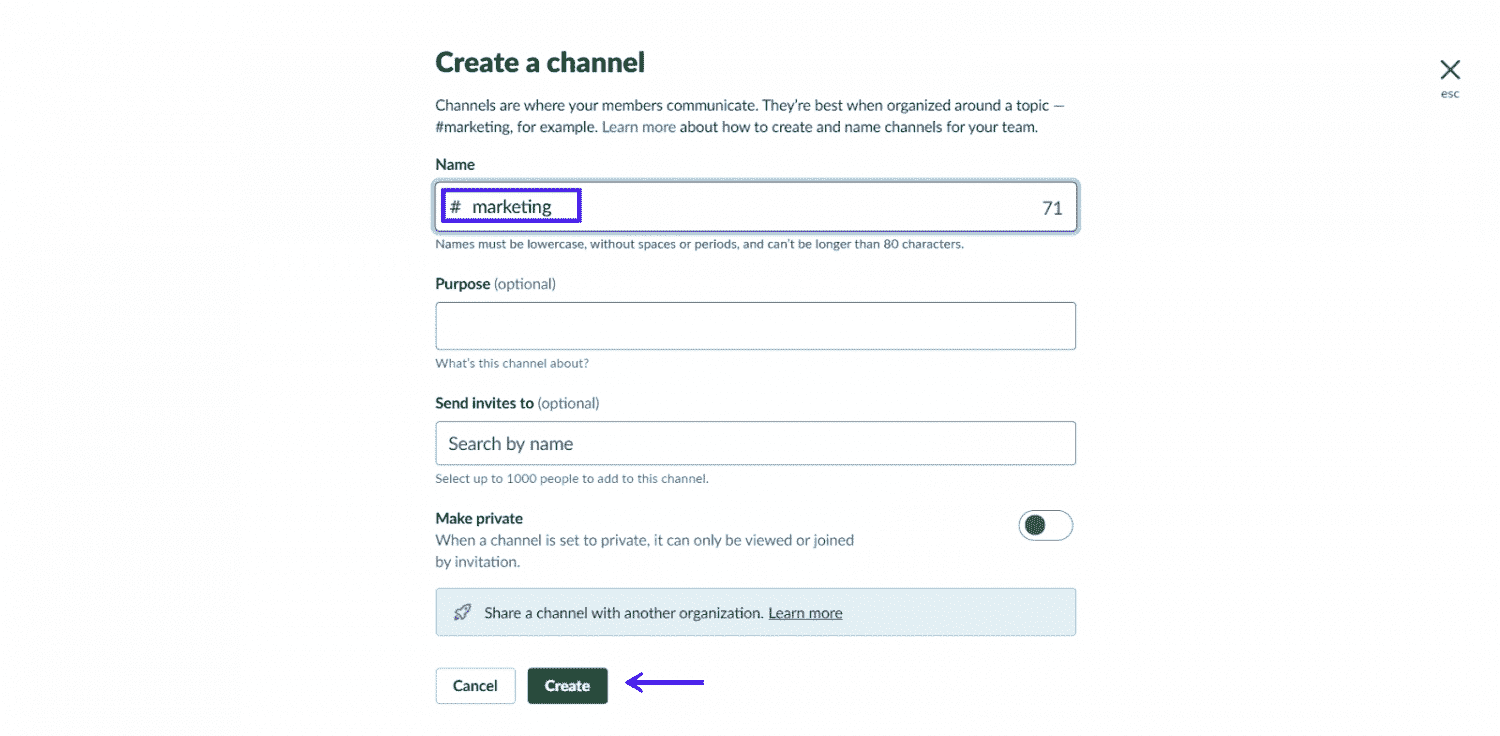 Create a channel
esc
Channels are where your members communicate. They're best when organized around a topic —
#marketing, for example. Learn more about how to create and name channels for your team.
Name
# marketing 71
Names must be lowercase, without spaces or periods, and can't be longer than 80 characters.
Purpose (optional)
What's this channel about?
Send invites to (optional)
Search by name
Select up to 1000 people to add to this channel.
Make private
When a channel is set to private, it can only be viewed or joined
by invitation.
Share a channel with another organization. Learn more
Cancel Create